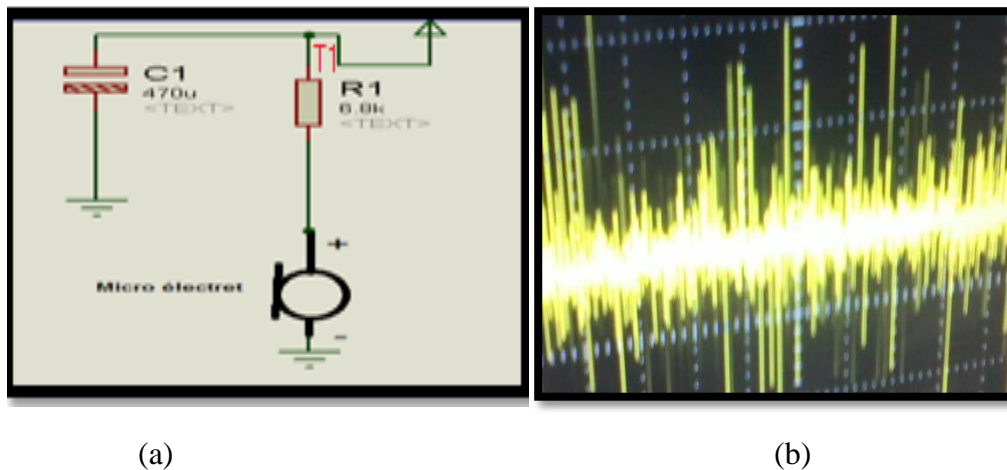 C1
470u
<TEXT>
T1
R1
6.8k
<TEXT>
+
Micro électret
-
(a)
(b)